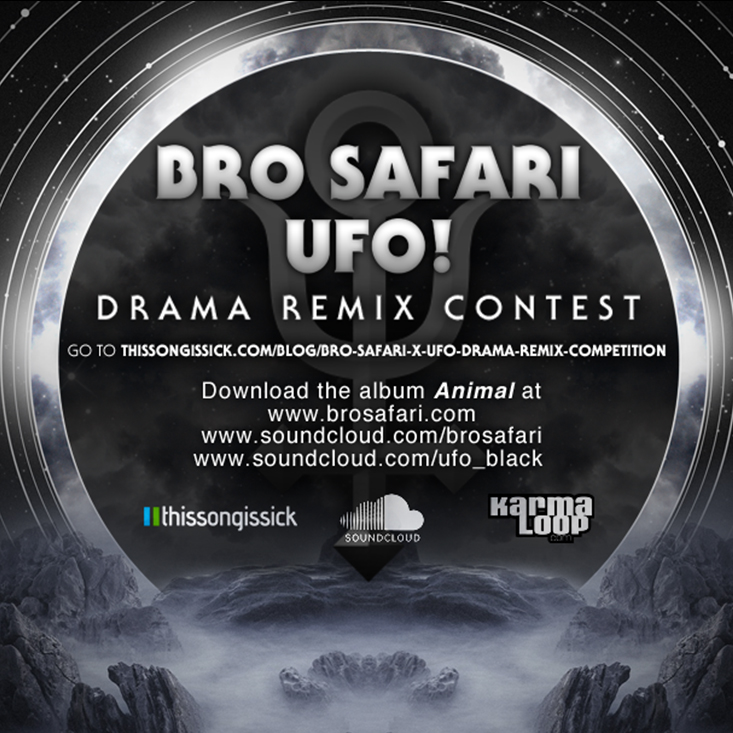 BRO SAFARI
UFO!
DRAMA REMIX CONTEST
GO TO THISSONGISSICK.COM/BLOG/BRO-SAFARI-X-UFO-DRAMA-REMIX-COMPETITION
Download the album Animal at
www.brosafari.com
www.soundcloud.com/brosafari
www.soundcloud.com/ufo_black
thissongissick
SOUNDCLOUD
KARMA
LOOP
.com